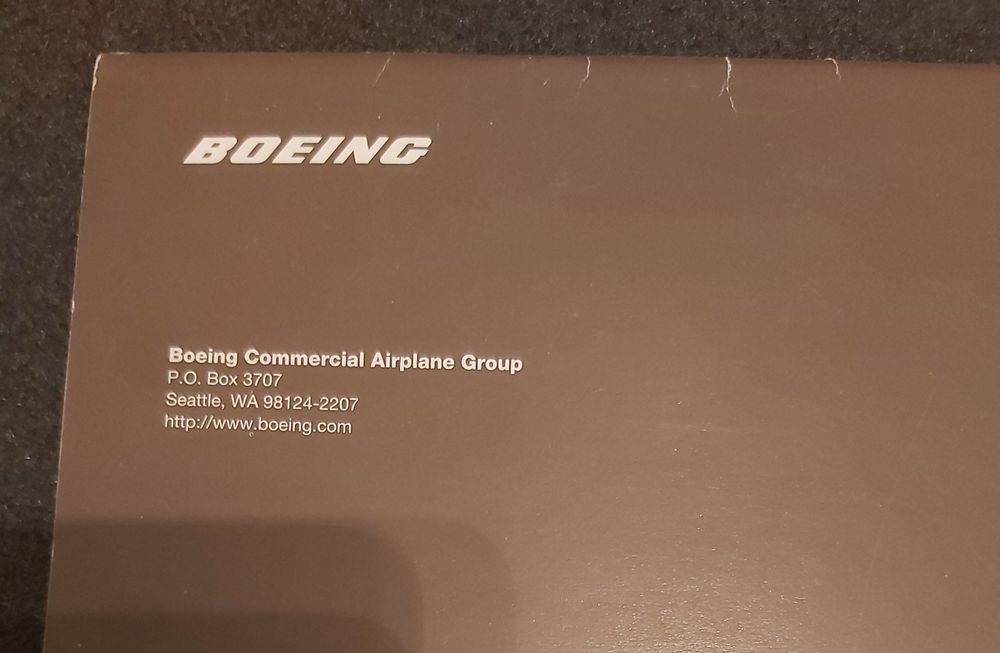 BOEING
Boeing Commercial Airplane Group
P.O. Box 3707
Seattle, WA 98124-2207
http://www.boeing.com